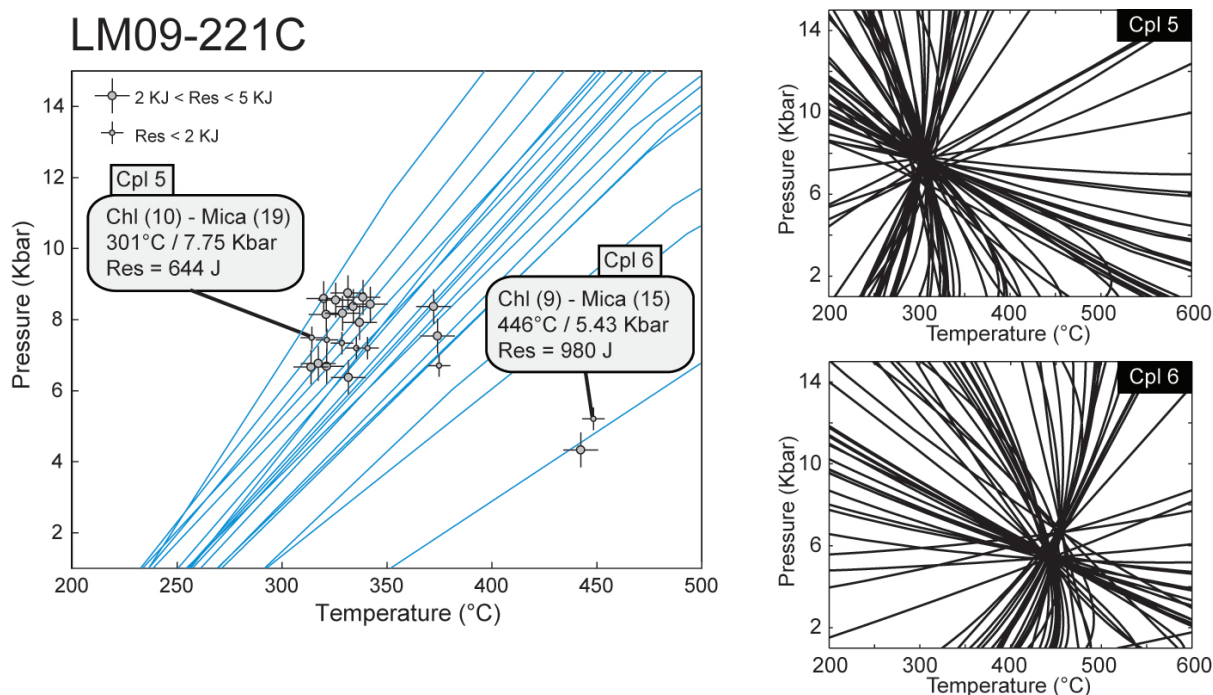 LM09-221C
14
12
10
8
6
4
2
200
250
300
350
400
450
500
Pressure (Kbar)
Temperature (°C)
2 KJ < Res < 5 KJ
Res < 2 KJ
Cpl 5
Chl (10) - Mica (19)
301°C / 7.75 Kbar
Res = 644 J
Cpl 6
Chl (9) - Mica (15)
446°C / 5.43 Kbar
Res = 980 J
Cpl 5
14
10
6
2
200
300
400
500
600
Pressure (Kbar)
Temperature (°C)
Cpl 6
14
10
6
2
200
300
400
500
600
Pressure (Kbar)
Temperature (°C)